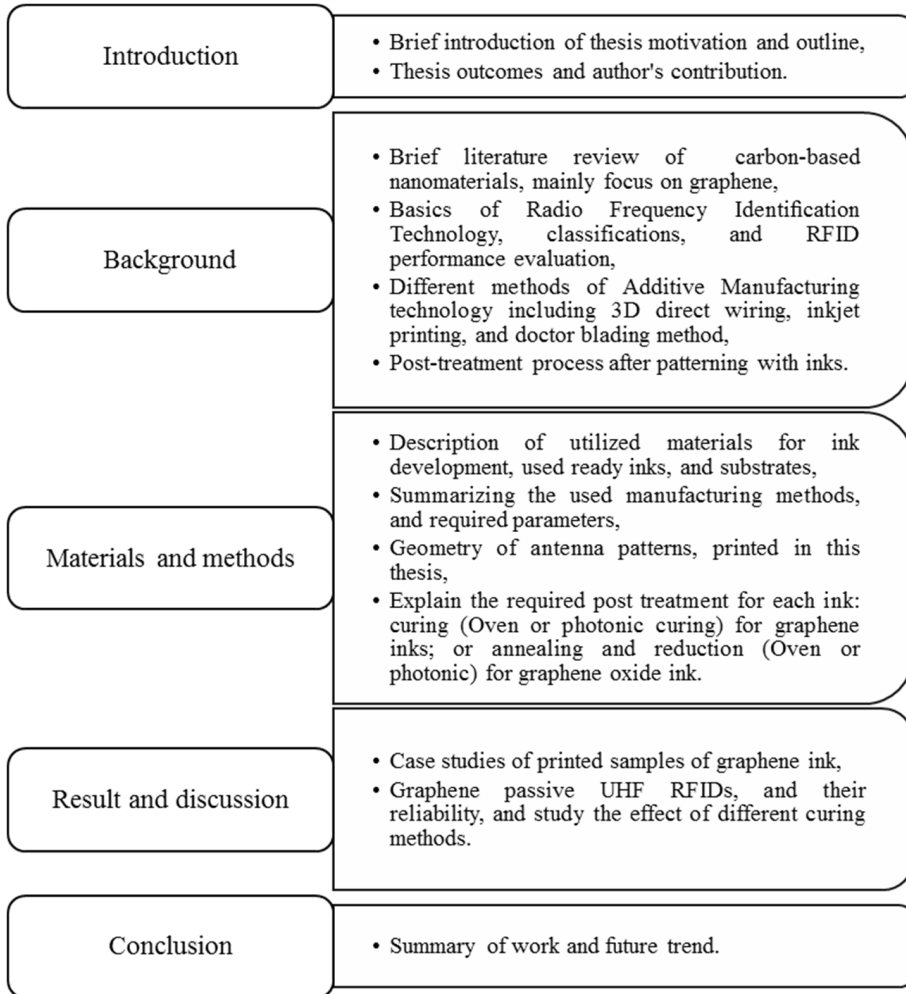 Introduction
• Brief introduction of thesis motivation and outline,
• Thesis outcomes and author's contribution.
Background
• Brief literature review of carbon-based
nanomaterials, mainly focus on graphene,
• Basics of Radio Frequency Identification
Technology, classifications, and RFID
performance evaluation,
• Different methods of Additive Manufacturing
technology including 3D direct wiring, inkjet
printing, and doctor blading method,
• Post-treatment process after patterning with inks.
Materials and methods
• Description of utilized materials for ink
development, used ready inks, and substrates,
• Summarizing the used manufacturing methods,
and required parameters,
• Geometry of antenna patterns, printed in this
thesis,
• Explain the required post treatment for each ink:
curing (Oven or photonic curing) for graphene
inks; or annealing and reduction (Oven or
photonic) for graphene oxide ink.
Result and discussion
• Case studies of printed samples of graphene ink,
• Graphene passive UHF RFIDs, and their
reliability, and study the effect of different curing
methods.
Conclusion
• Summary of work and future trend.